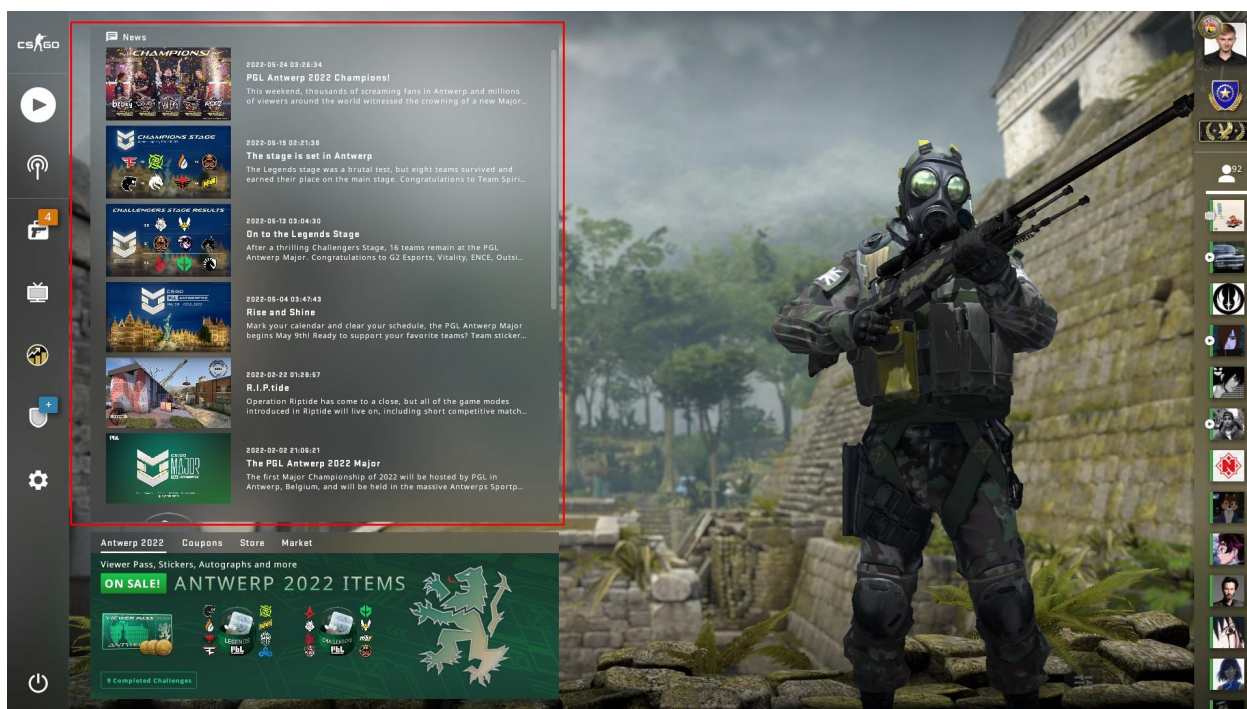 CS GO
News
2022-05-24 03:26:34
PGL Antwerp 2022 Champions!
This weekend, thousands of screaming fans in Antwerp and millions
of viewers around the world witnessed the crowning of a new Major...
CHAMPIONS!
2022-05-19 02:21:38
The stage is set in Antwerp
The Legends stage was a brutal test, but eight teams survived and
earned their place on the main stage. Congratulations to Team Spiri...
CHAMPIONS STAGE
2022-05-13 03:04:30
On to the Legends Stage
After a thrilling Challengers Stage, 16 teams remain at the PGL
Antwerp Major. Congratulations to G2 Esports, Vitality, ENCE, Outsi...
CHALLENGERS STAGE RESULTS
4
2022-05-04 03:47:43
Rise and Shine
Mark your calendar and clear your schedule, the PGL Antwerp Major
begins May 9th! Ready to support your favorite teams? Team sticker...
CS:GO
2022-02-22 01:28:57
R.I.P.tide
Operation Riptide has come to a close, but all of the game modes
introduced in Riptide will live on, including short competitive match...
+
2022-02-02 21:06:21
The PGL Antwerp 2022 Major
The first Major Championship of 2022 will be hosted by PGL in
Antwerp, Belgium, and will be held in the massive Antwerps Sportp...
PGL
CS:GO
MAJOR
Antwerp 2022 Coupons Store Market
Viewer Pass, Stickers, Autographs and more
ON SALE! ANTWERP 2022 ITEMS
VIEWER PASS
LEGENDS
PGL
CHALLENGERS
PGL
9 Completed Challenges
92